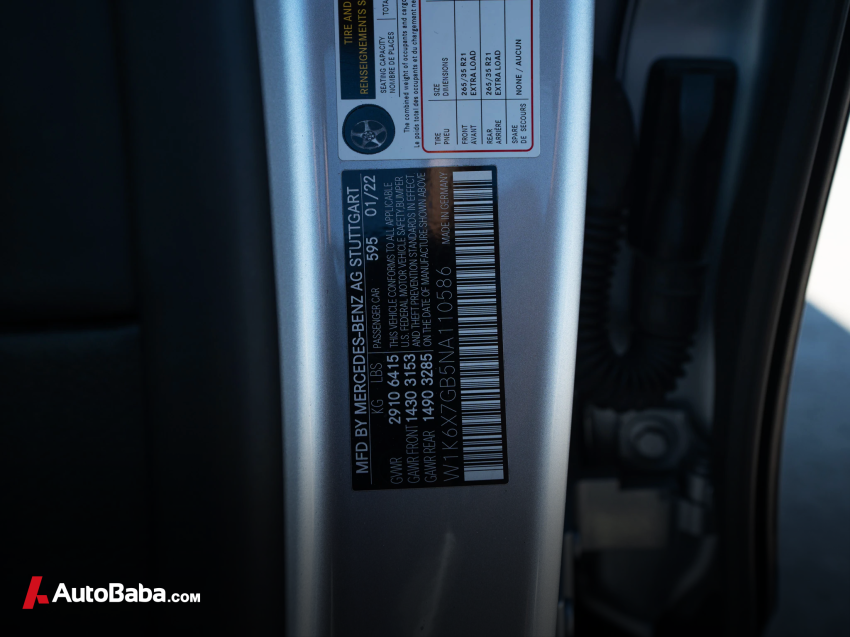 TIRE AND
RENSEIGNEMENTS S
SEATING CAPACITY
NOMBRE DE PLACES
TOTAL
The combined weight of occupants and cargo
Le poids total des occupants et du chargement ne
TIRE
PNEU
SIZE
DIMENSIONS
FRONT
AVANT
265/35 R21
EXTRA LOAD
REAR
ARRIÈRE
265/35 R21
EXTRA LOAD
SPARE
DE SECOURS
NONE / AUCUN
MFD BY MERCEDES-BENZ AG STUTTGART
KG LBS PASSENGER CAR 595 01/22
GVWR 2910 6415
GAWR FRONT 1430 3153
GAWR REAR 1490 3285
THIS VEHICLE CONFORMS TO ALL APPLICABLE
U.S. FEDERAL MOTOR VEHICLE SAFETY, BUMPER
AND THEFT PREVENTION STANDARDS IN EFFECT
ON THE DATE OF MANUFACTURE SHOWN ABOVE
W1K6X7GB5NA110586 MADE IN GERMANY
AutoBaba.COM